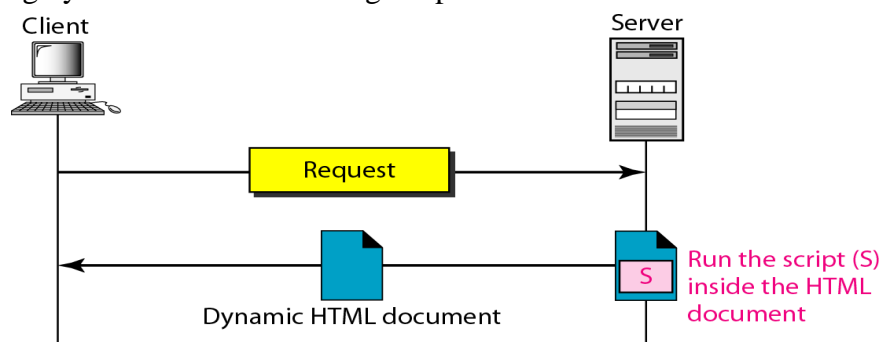 Client
Server
Request
S
Run the script (S)
inside the HTML
document
Dynamic HTML document